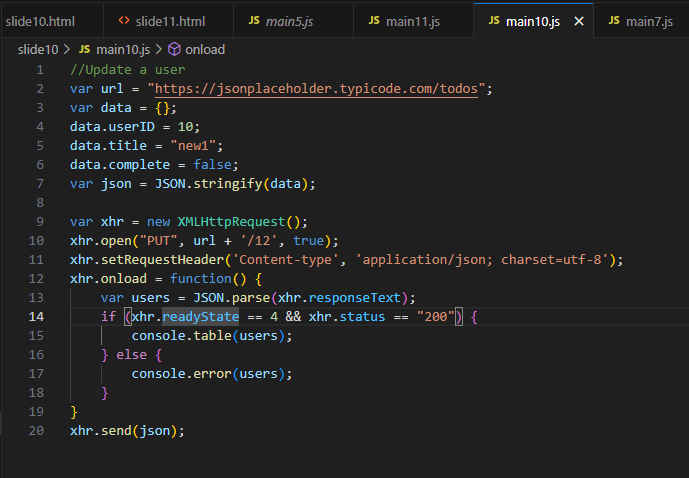 slide10.html slide11.html JS main5.js JS main11.js JS main10.js × JS main7.js
slide10 > JS main10.js > onload
1 //Update a user
2 var url = "https://jsonplaceholder.typicode.com/todos";
3 var data = {};
4 data.userID = 10;
5 data.title = "new1";
6 data.complete = false;
7 var json = JSON.stringify(data);
8
9 var xhr = new XMLHttpRequest();
10 xhr.open("PUT", url + '/12', true);
11 xhr.setRequestHeader('Content-type', 'application/json; charset=utf-8');
12 xhr.onload = function() {
13     var users = JSON.parse(xhr.responseText);
14     if (xhr.readyState == 4 && xhr.status == "200") {
15         console.table(users);
16     } else {
17         console.error(users);
18     }
19 }
20 xhr.send(json);